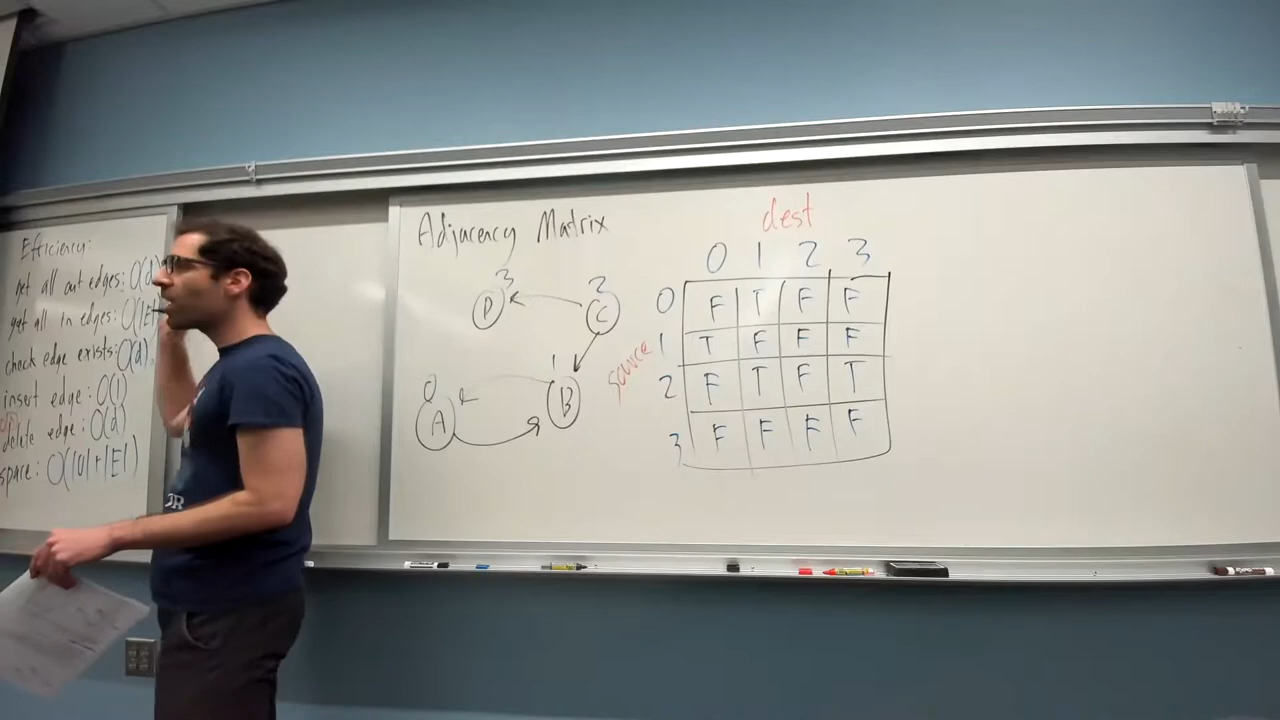 Efficiency:
get all out edges: O(d)
get all in edges: O(|E|
check edge exists: O(d)
insert edge: O(1)
delete edge: O(d)
space: O(|V|+|E|)
Adjacency Matrix
3
D
2
C
1
B
0
A
dest
source
0 1 2 3
0 F T F F
1 T F F F
2 F T F T
3 F F F F